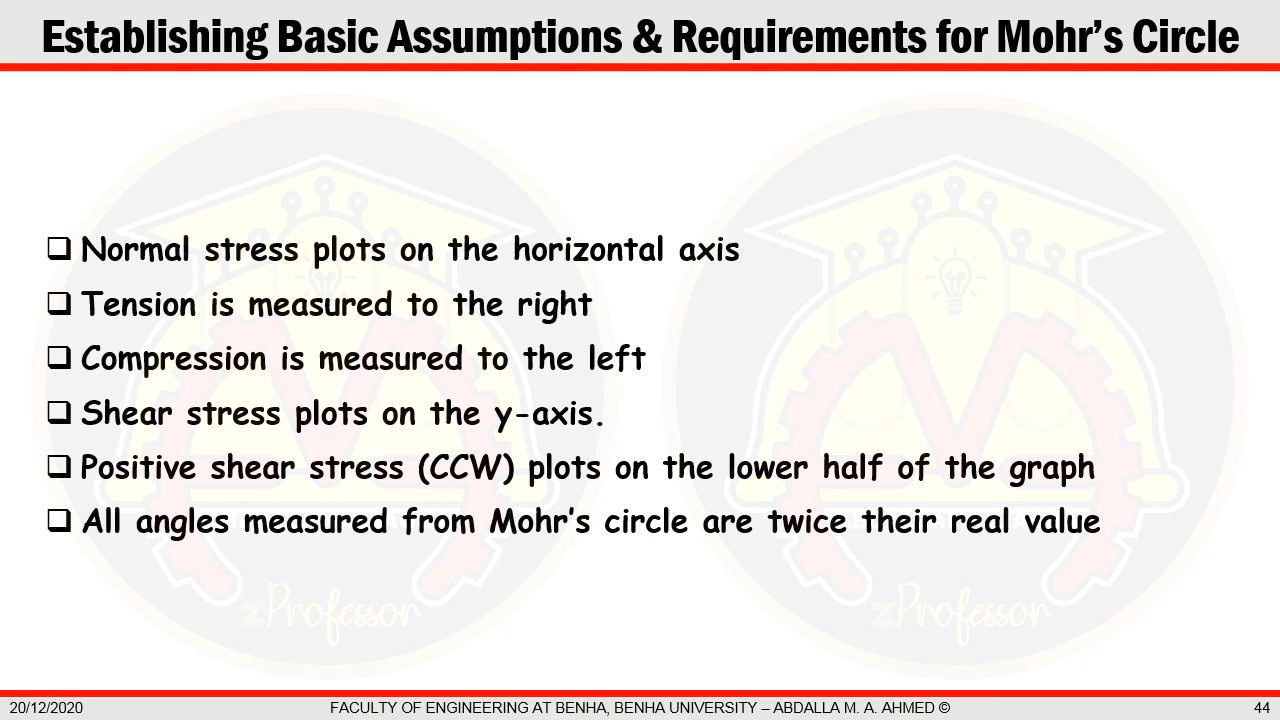 Establishing Basic Assumptions & Requirements for Mohr's Circle
❑ Normal stress plots on the horizontal axis
❑ Tension is measured to the right
❑ Compression is measured to the left
❑ Shear stress plots on the y-axis.
❑ Positive shear stress (CCW) plots on the lower half of the graph
❑ All angles measured from Mohr's circle are twice their real value
zProfessor zProfessor
20/12/2020 FACULTY OF ENGINEERING AT BENHA, BENHA UNIVERSITY – ABDALLA M. A. AHMED © 44